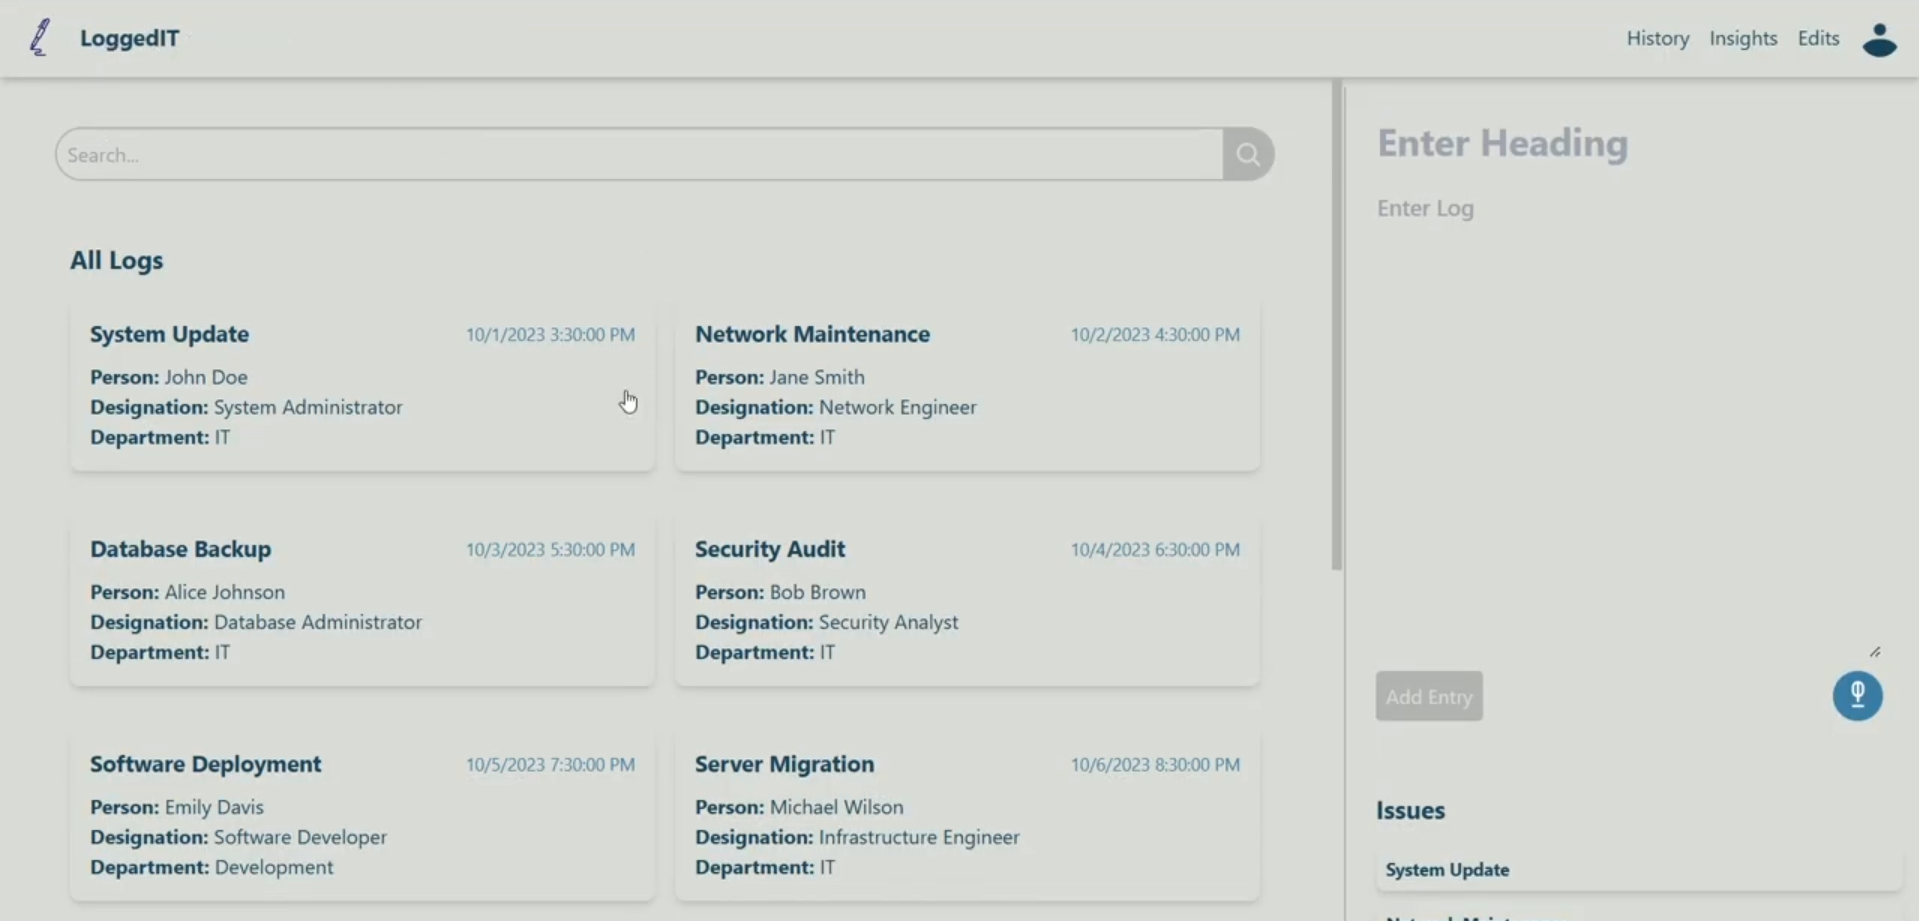 LoggedIT
History Insights Edits
Search...
All Logs
System Update 10/1/2023 3:30:00 PM
Person: John Doe
Designation: System Administrator
Department: IT
Network Maintenance 10/2/2023 4:30:00 PM
Person: Jane Smith
Designation: Network Engineer
Department: IT
Database Backup 10/3/2023 5:30:00 PM
Person: Alice Johnson
Designation: Database Administrator
Department: IT
Security Audit 10/4/2023 6:30:00 PM
Person: Bob Brown
Designation: Security Analyst
Department: IT
Software Deployment 10/5/2023 7:30:00 PM
Person: Emily Davis
Designation: Software Developer
Department: Development
Server Migration 10/6/2023 8:30:00 PM
Person: Michael Wilson
Designation: Infrastructure Engineer
Department: IT
Enter Heading
Enter Log
Add Entry
Issues
System Update